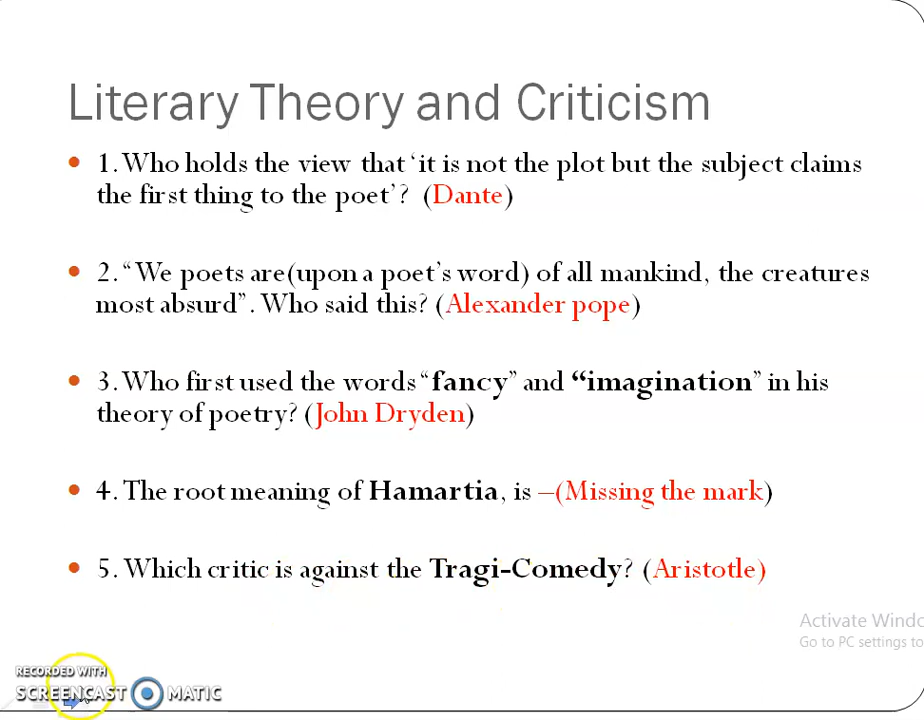 Literary Theory and Criticism
1. Who holds the view that ‘it is not the plot but the subject claims
the first thing to the poet’? (Dante)
2. “We poets are(upon a poet’s word) of all mankind, the creatures
most absurd”. Who said this? (Alexander pope)
3. Who first used the words “fancy” and “imagination” in his
theory of poetry? (John Dryden)
4. The root meaning of Hamartia, is –(Missing the mark)
5. Which critic is against the Tragi-Comedy? (Aristotle)
Activate Windo
Go to PC settings to
RECORDED WITH
SCREENCAST MATIC